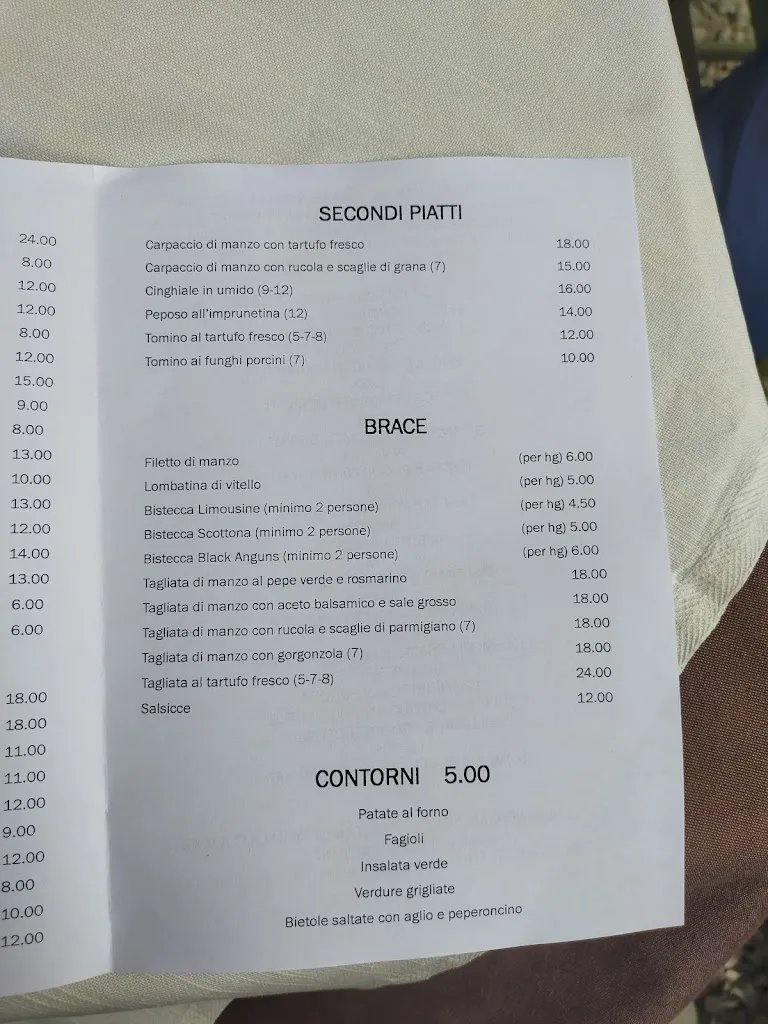 24.00
8.00
12.00
12.00
8.00
12.00
15.00
9.00
8.00
13.00
10.00
13.00
12.00
14.00
13.00
6.00
6.00
18.00
18.00
11.00
11.00
12.00
9.00
12.00
8.00
10.00
12.00
SECONDI PIATTI
Carpaccio di manzo con tartufo fresco 18.00
Carpaccio di manzo con rucola e scaglie di grana (7) 15.00
Cinghiale in umido (9-12) 16.00
Peposo all'imprunetina (12) 14.00
Tomino al tartufo fresco (5-7-8) 12.00
Tomino ai funghi porcini (7) 10.00
BRACE
Filetto di manzo (per hg) 6.00
Lombatina di vitello (per hg) 5.00
Bistecca Limousine (minimo 2 persone) (per hg) 4.50
Bistecca Scottona (minimo 2 persone) (per hg) 5.00
Bistecca Black Anguns (minimo 2 persone) (per hg) 6.00
Tagliata di manzo al pepe verde e rosmarino 18.00
Tagliata di manzo con aceto balsamico e sale grosso 18.00
Tagliata di manzo con rucola e scaglie di parmigiano (7) 18.00
Tagliata di manzo con gorgonzola (7) 18.00
Tagliata al tartufo fresco (5-7-8) 24.00
Salsicce 12.00
CONTORNI 5.00
Patate al forno
Fagioli
Insalata verde
Verdure grigliate
Bietole saltate con aglio e peperoncino